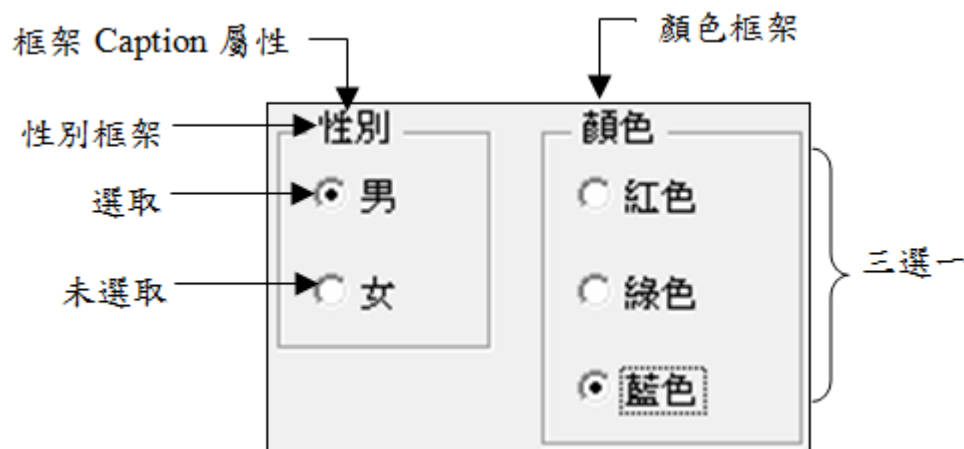 框架 Caption 屬性
顏色框架
性別框架
性別
顏色
選取
男
紅色
三選一
未選取
女
綠色
藍色